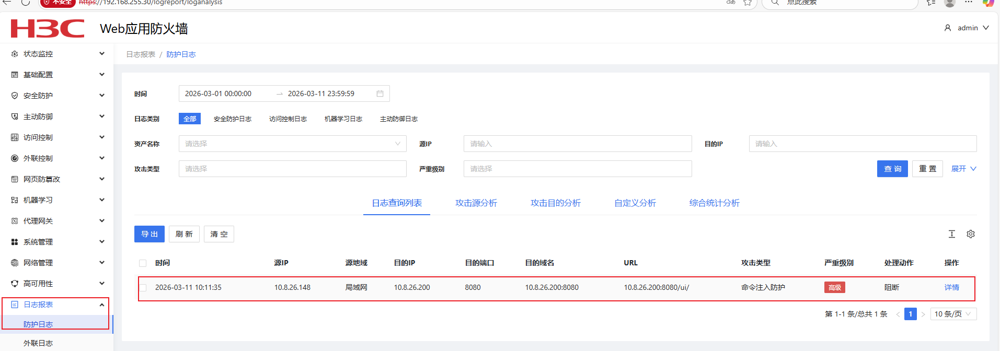 不安全 https://192.168.255.30/logreport/loganalysis 点此搜索
H3C Web应用防火墙 admin
状态监控
基础配置
安全防护
主动防御
访问控制
外联控制
网页防篡改
机器学习
代理网关
系统管理
网络管理
高可用性
日志报表
防护日志
外联日志
日志报表 / 防护日志
时间 2026-03-01 00:00:00 → 2026-03-11 23:59:59
日志类别 全部 安全防护日志 访问控制日志 机器学习日志 主动防御日志
资产名称 请选择 源IP 请输入 目的IP 请输入
攻击类型 请选择 严重级别 请选择 查 询 重 置 展开
日志查询列表 攻击源分析 攻击目的分析 自定义分析 综合统计分析
导 出 刷 新 清 空
时间 源IP 源地域 目的IP 目的端口 目的域名 URL 攻击类型 严重级别 处理动作 操作
2026-03-11 10:11:35 10.8.26.148 局域网 10.8.26.200 8080 10.8.26.200:8080 10.8.26.200:8080/ui/ 命令注入防护 高级 阻断 详情
第 1-1 条/总共 1 条 < 1 > 10 条/页